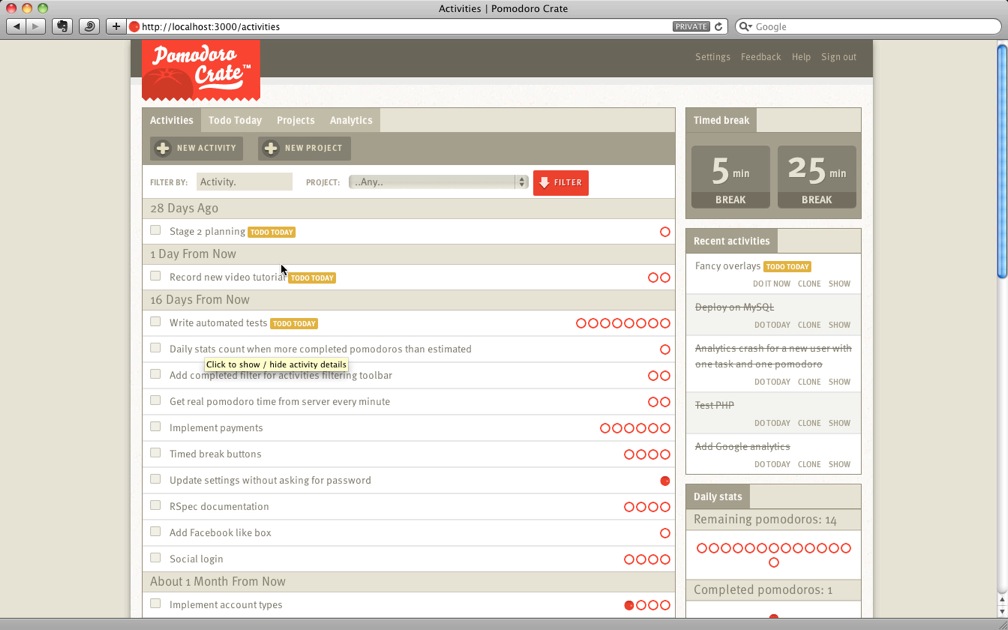 Activities | Pomodoro Crate
http://localhost:3000/activities
PRIVATE
Google
Pomodoro
Crate™
Settings Feedback Help Sign out
Activities Todo Today Projects Analytics
NEW ACTIVITY NEW PROJECT
FILTER BY: Activity. PROJECT: ..Any.. FILTER
28 Days Ago
Stage 2 planning TODO TODAY
1 Day From Now
Record new video tutorial TODO TODAY
16 Days From Now
Write automated tests TODO TODAY
Daily stats count when more completed pomodoros than estimated
Click to show / hide activity details
Add completed filter for activities filtering toolbar
Get real pomodoro time from server every minute
Implement payments
Timed break buttons
Update settings without asking for password
RSpec documentation
Add Facebook like box
Social login
About 1 Month From Now
Implement account types
Timed break
5 min
BREAK
25 min
BREAK
Recent activities
Fancy overlays TODO TODAY
DO IT NOW CLONE SHOW
Deploy on MySQL
DO TODAY CLONE SHOW
Analytics crash for a new user with
one task and one pomodoro
DO TODAY CLONE SHOW
Test PHP
DO TODAY CLONE SHOW
Add Google analytics
DO TODAY CLONE SHOW
Daily stats
Remaining pomodoros: 14
Completed pomodoros: 1